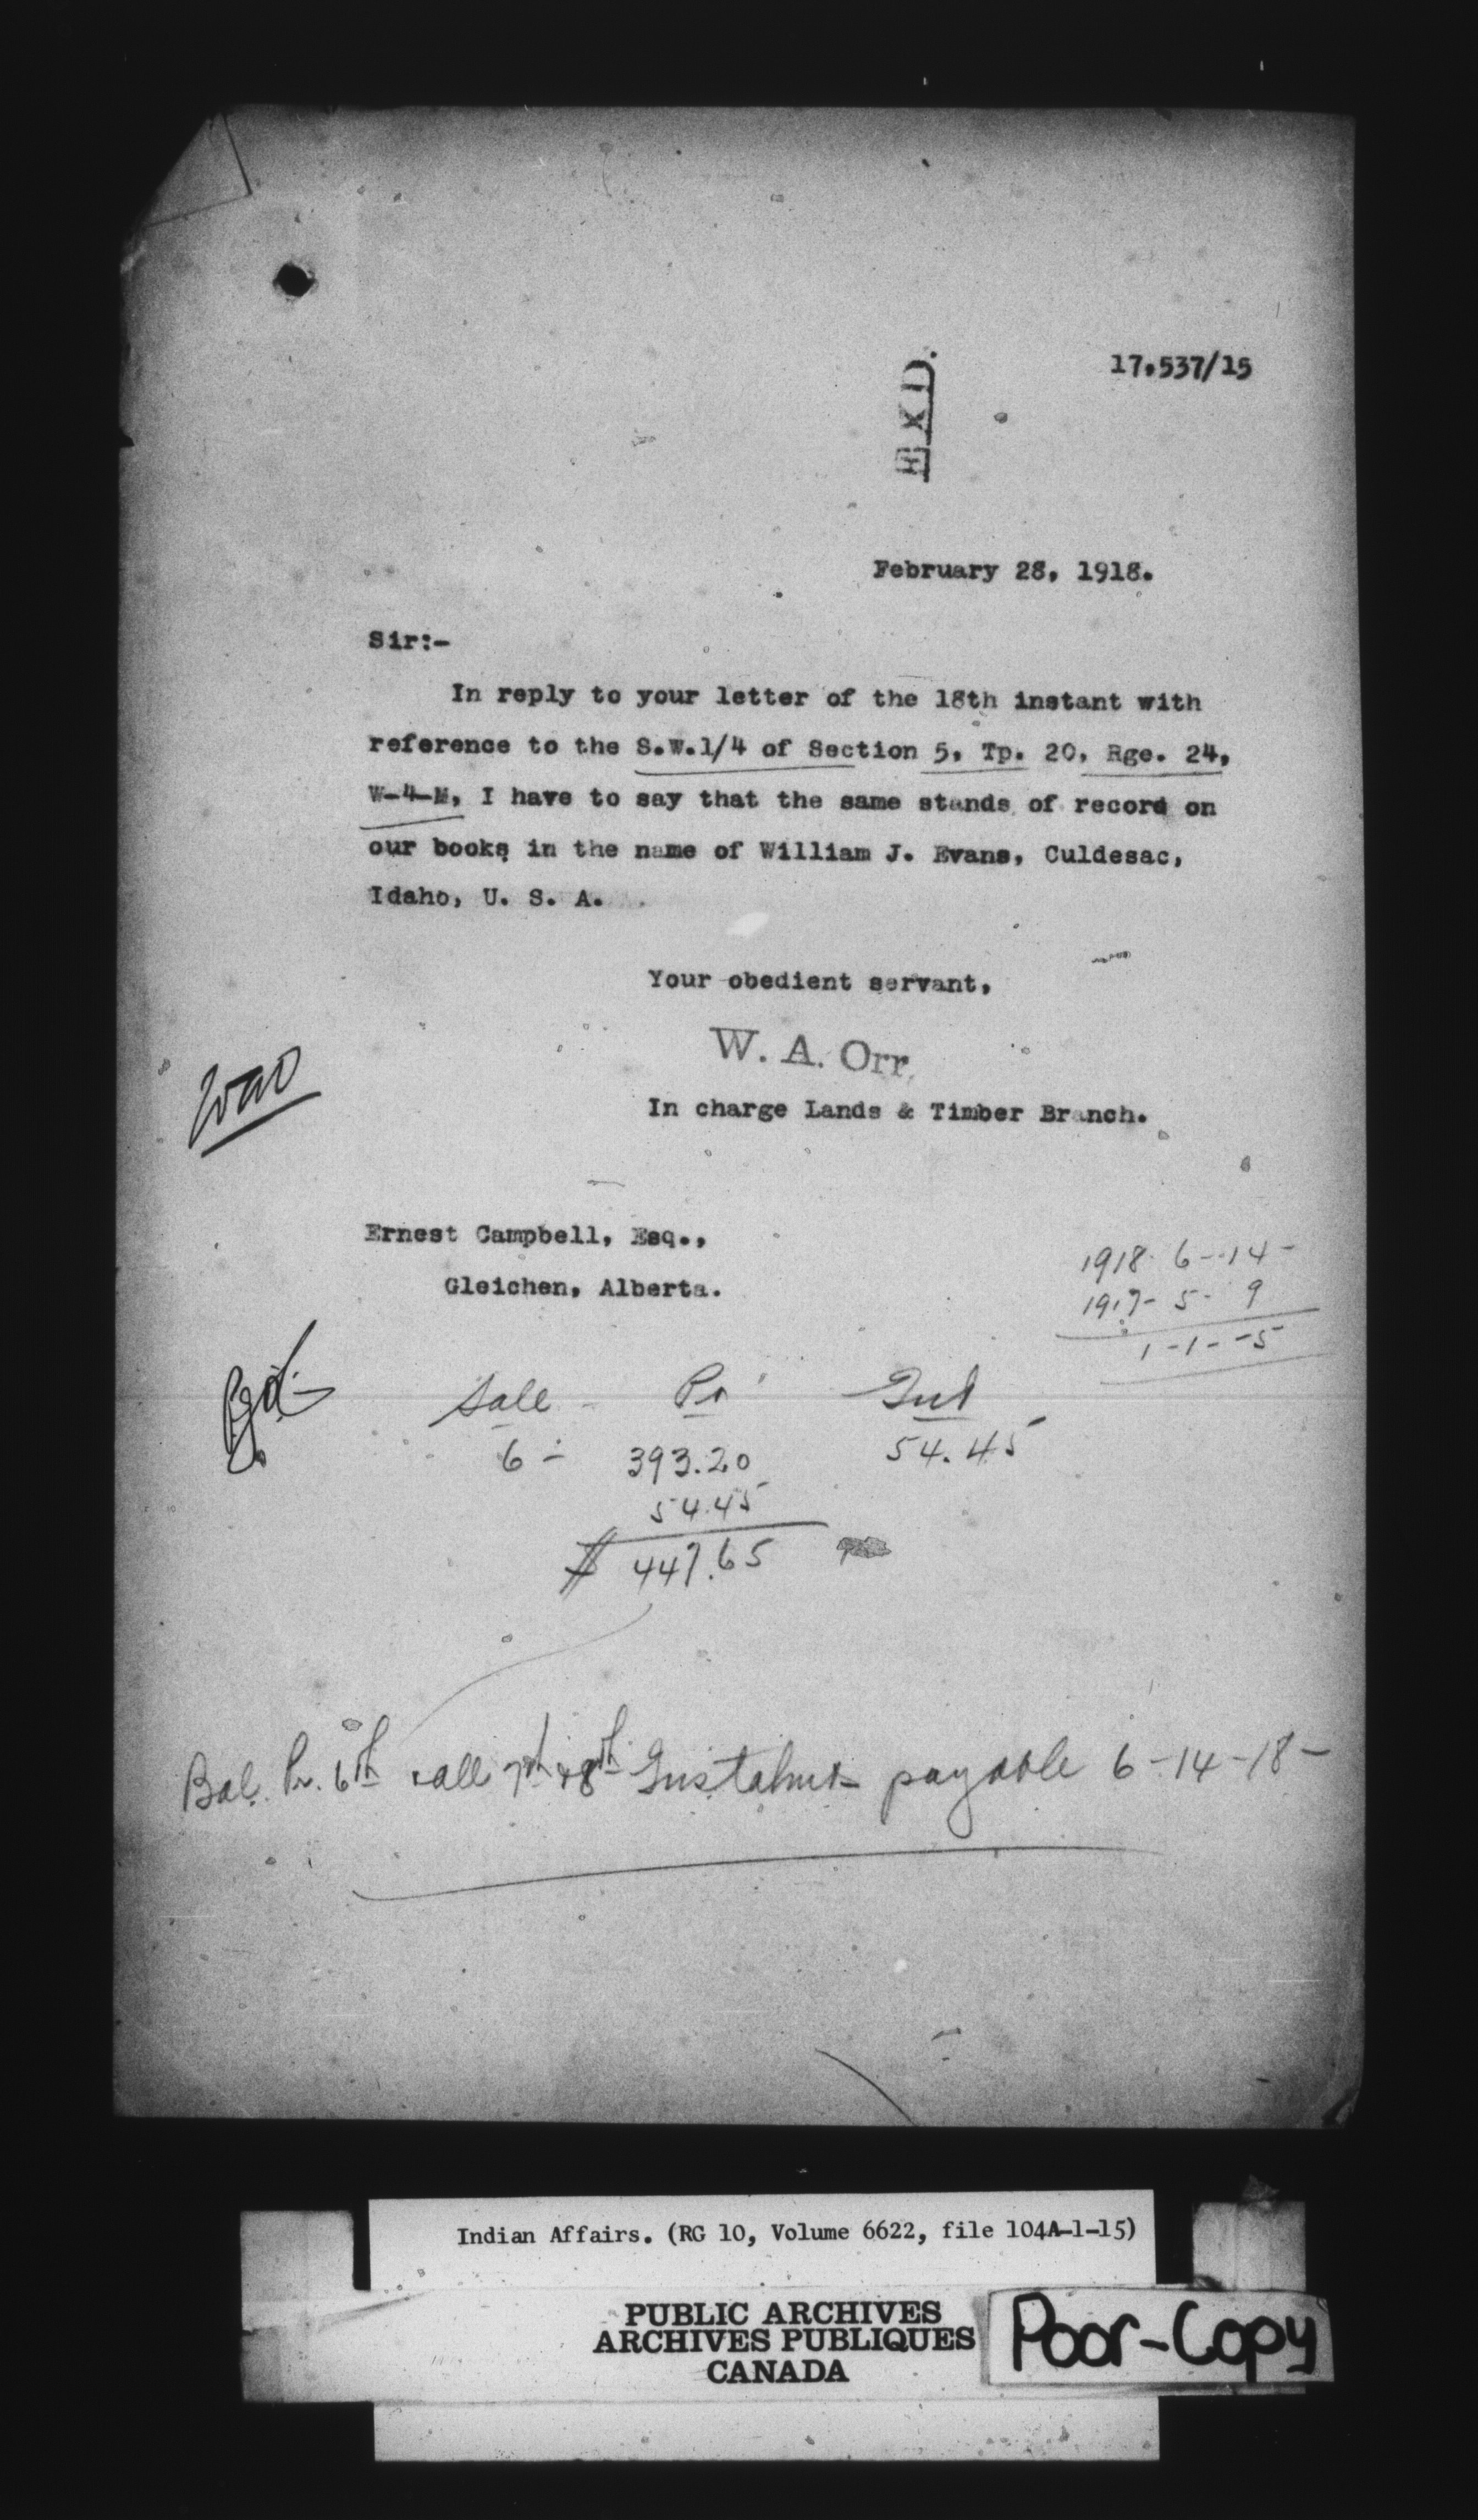 17,537/15
EXD.
February 28, 1918.
Sir:-
In reply to your letter of the 18th instant with
reference to the S.W.1/4 of Section 5, Tp. 20, Rge. 24,
W-4-M, I have to say that the same stands of record on
our books in the name of William J. Evans, Culdesac,
Idaho, U. S. A.
Your obedient servant,
W. A. Orr
In charge Lands & Timber Branch.
WAO
Ernest Campbell, Esq.,
Gleichen, Alberta.
1918 6-14-
1917- 5- 9
1-1--5
Sale - Pr Int
6 - 393.20 54.45
54.45
$ 447.65
Bal. Pr. 6th & all 7th & 8th Instalmts payable 6-14-18-
Indian Affairs. (RG 10, Volume 6622, file 104A-1-15)
PUBLIC ARCHIVES
ARCHIVES PUBLIQUES
CANADA
Poor-Copy